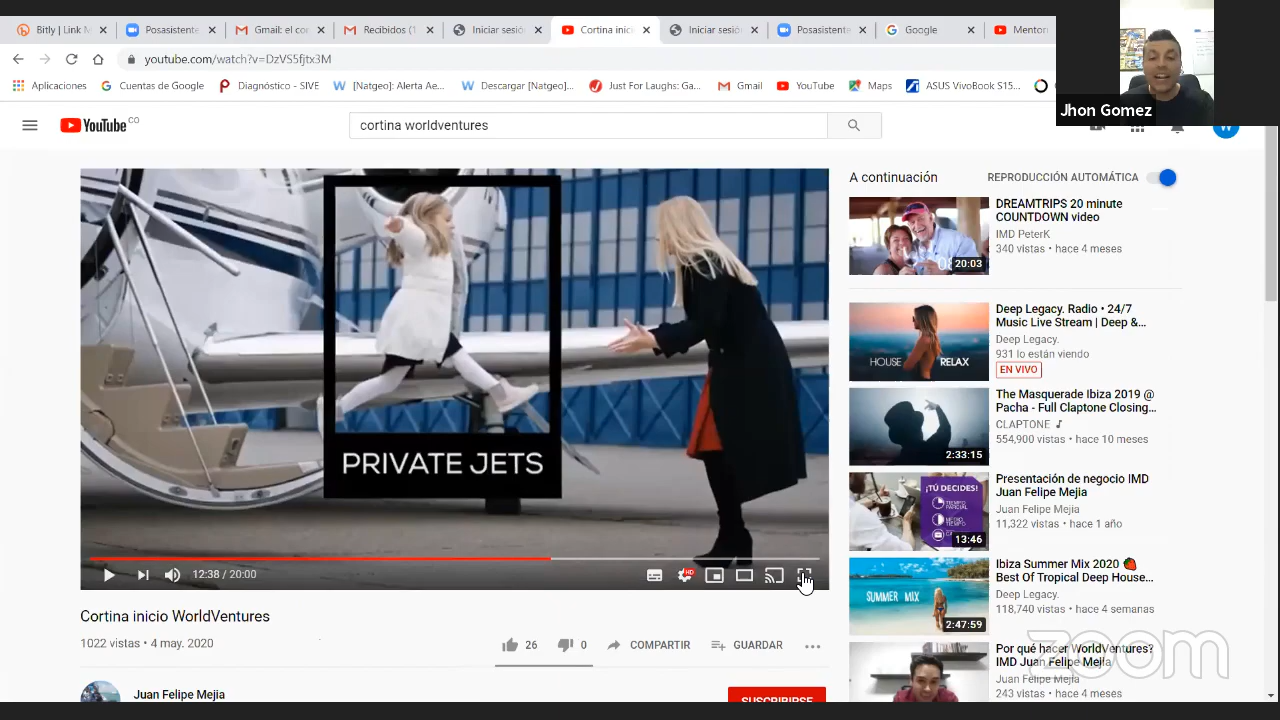 Bitly | Link
Posasistente
Gmail: el
Recibidos (1
Iniciar sesió
Cortina inic
Iniciar sesió
Posasistente
Google
Mentorí
youtube.com/watch?v=DzVS5fjtx3M
Aplicaciones
Cuentas de Google
Diagnóstico - SIVE
[Natgeo]: Alerta Ae...
Descargar [Natgeo]...
Just For Laughs: Ga...
Gmail
YouTube
Maps
ASUS VivoBook S15...
Jhon Gomez
YouTube CO
cortina worldventures
W
PRIVATE JETS
12:38 / 20:00
HD
Cortina inicio WorldVentures
1022 vistas • 4 may. 2020
26
0
COMPARTIR
GUARDAR
Juan Felipe Mejia
SUSCRIBIRSE
A continuación
REPRODUCCIÓN AUTOMÁTICA
20:03
DREAMTRIPS 20 minute
COUNTDOWN video
IMD PeterK
340 vistas • hace 4 meses
HOUSE RELAX
Deep Legacy. Radio • 24/7
Music Live Stream | Deep &...
Deep Legacy.
931 lo están viendo
EN VIVO
2:33:15
The Masquerade Ibiza 2019 @
Pacha - Full Claptone Closing...
CLAPTONE
554,900 vistas • hace 10 meses
¡TÚ DECIDES!
TIEMPO
PARCIAL
MEDIO
TIEMPO
13:46
Presentación de negocio IMD
Juan Felipe Mejia
Juan Felipe Mejia
11,322 vistas • hace 1 año
SUMMER MIX
2:47:59
Ibiza Summer Mix 2020 🍓
Best Of Tropical Deep House...
Deep Legacy.
118,740 vistas • hace 4 semanas
Por qué hacer WorldVentures?
IMD Juan Felipe Mejia
Juan Felipe Mejia
243 vistas • hace 4 meses
zoom